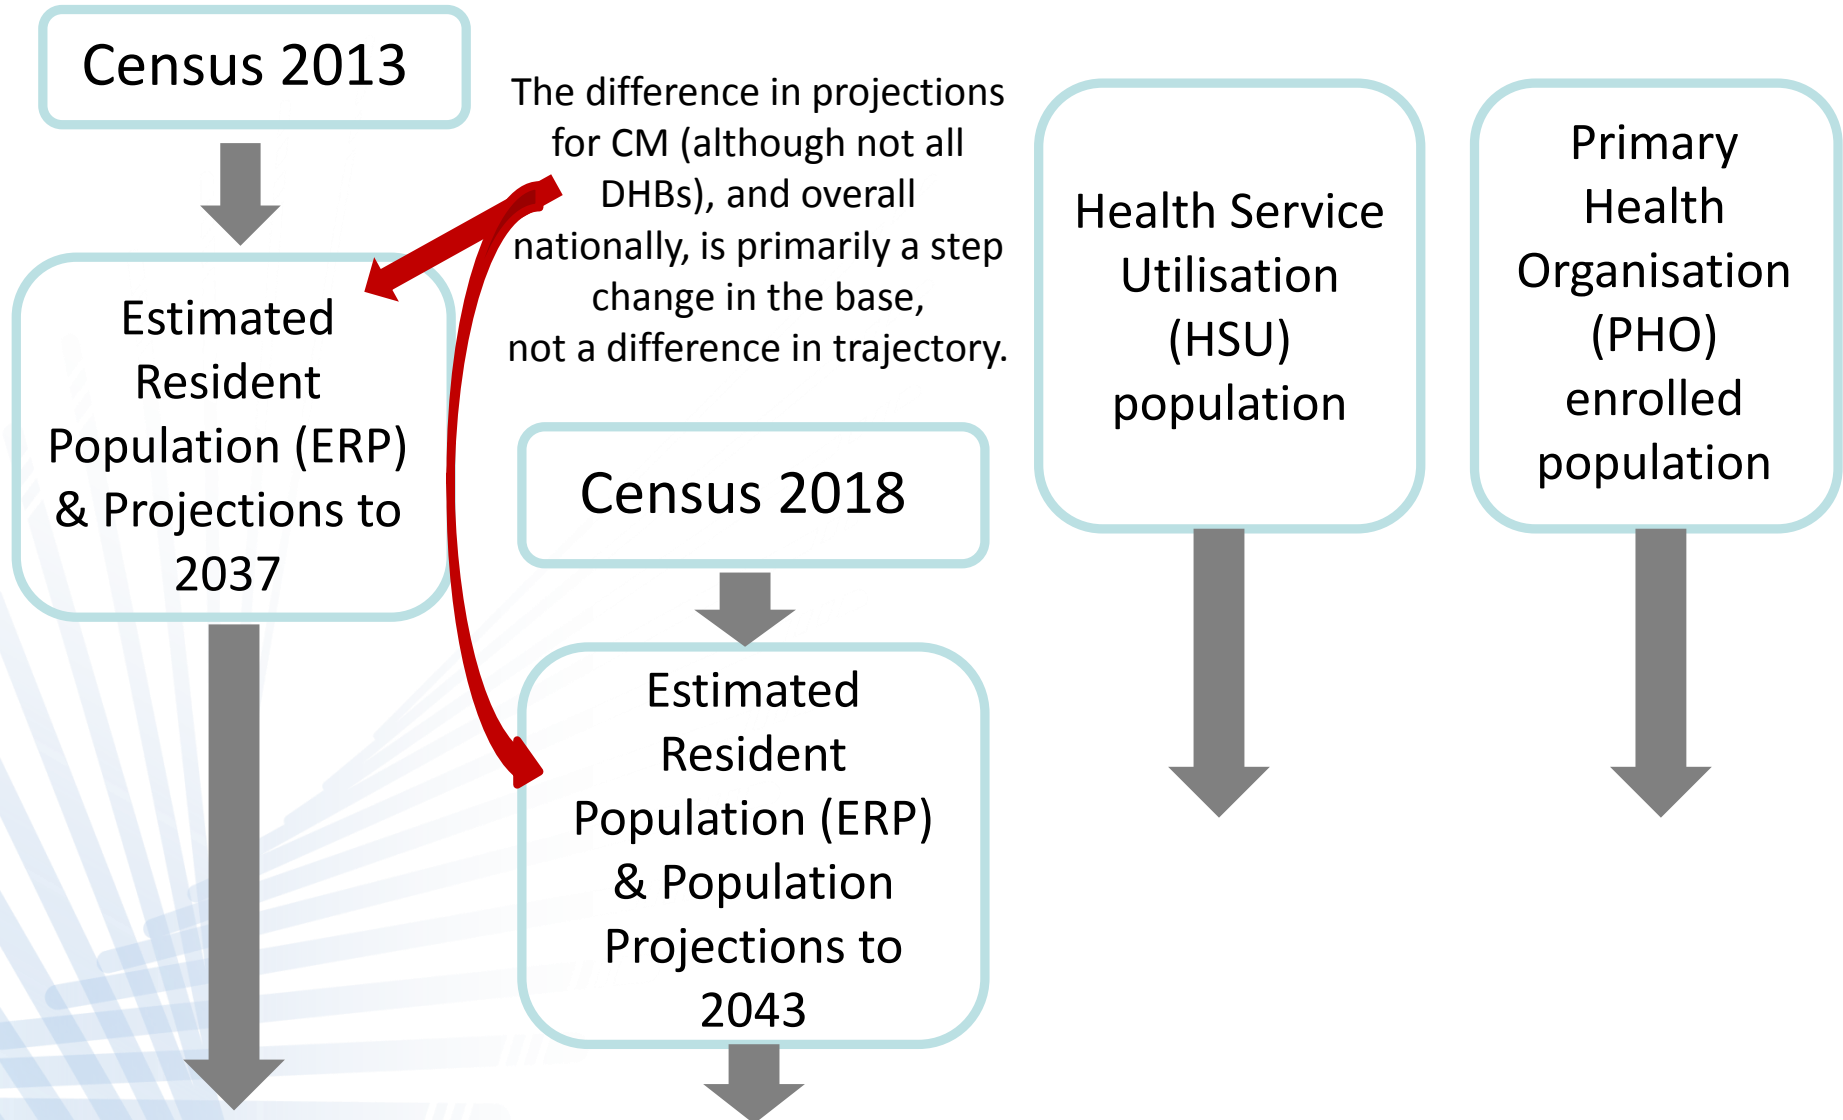 Census 2013
Estimated
Resident
Population (ERP)
& Projections to
2037
The difference in projections
for CM (although not all
DHBs), and overall
nationally, is primarily a step
change in the base,
not a difference in trajectory.
Census 2018
Estimated
Resident
Population (ERP)
& Population
Projections to
2043
Health Service
Utilisation
(HSU)
population
Primary
Health
Organisation
(PHO)
enrolled
population